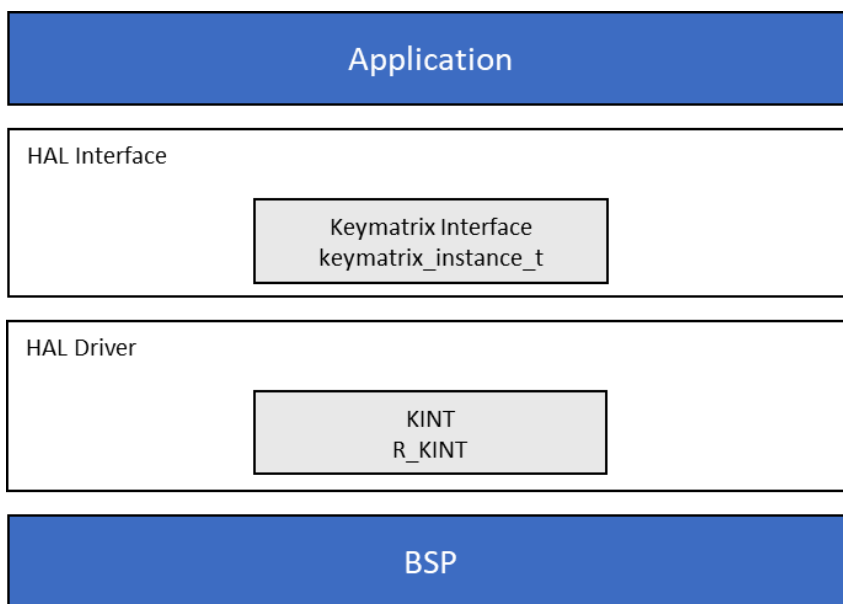 Application
HAL Interface
Keymatrix Interface
keymatrix_instance_t
HAL Driver
KINT
R_KINT
BSP